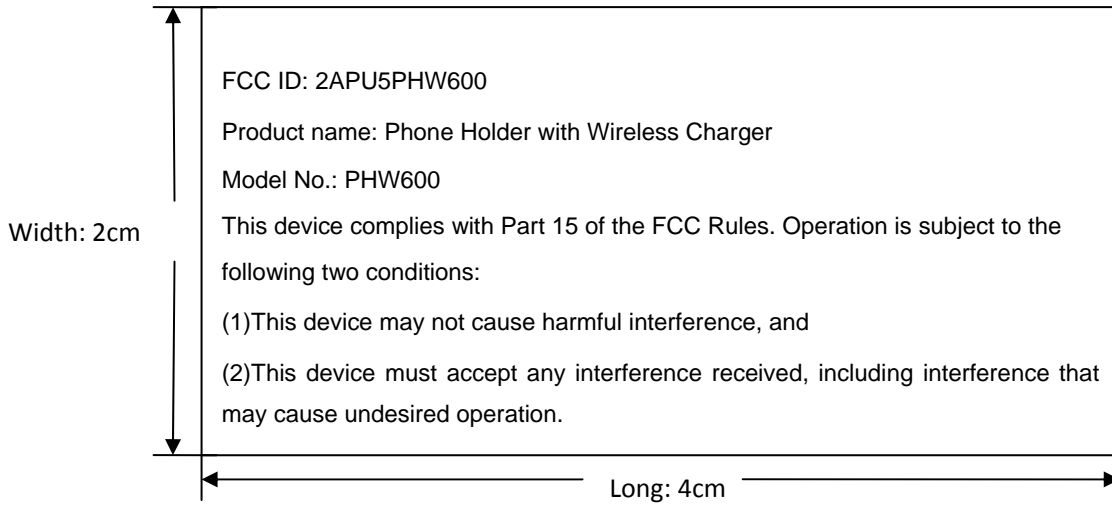 FCC ID: 2APU5PHW600
Product name: Phone Holder with Wireless Charger
Model No.: PHW600
Width: 2cm
This device complies with Part 15 of the FCC Rules. Operation is subject to the
following two conditions:
(1)This device may not cause harmful interference, and
(2)This device must accept any interference received, including interference that
may cause undesired operation.
Long: 4cm